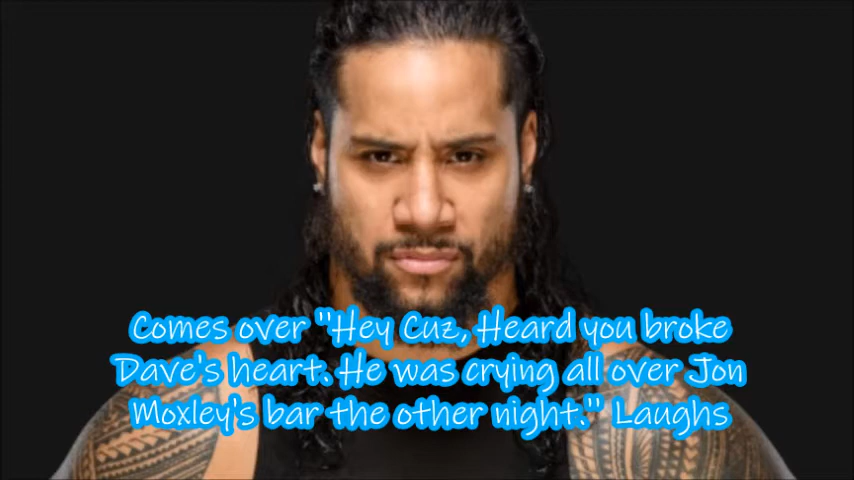 Comes over "Hey Cuz, Heard you broke
Dave's heart. He was crying all over Jon
Moxley's bar the other night." Laughs